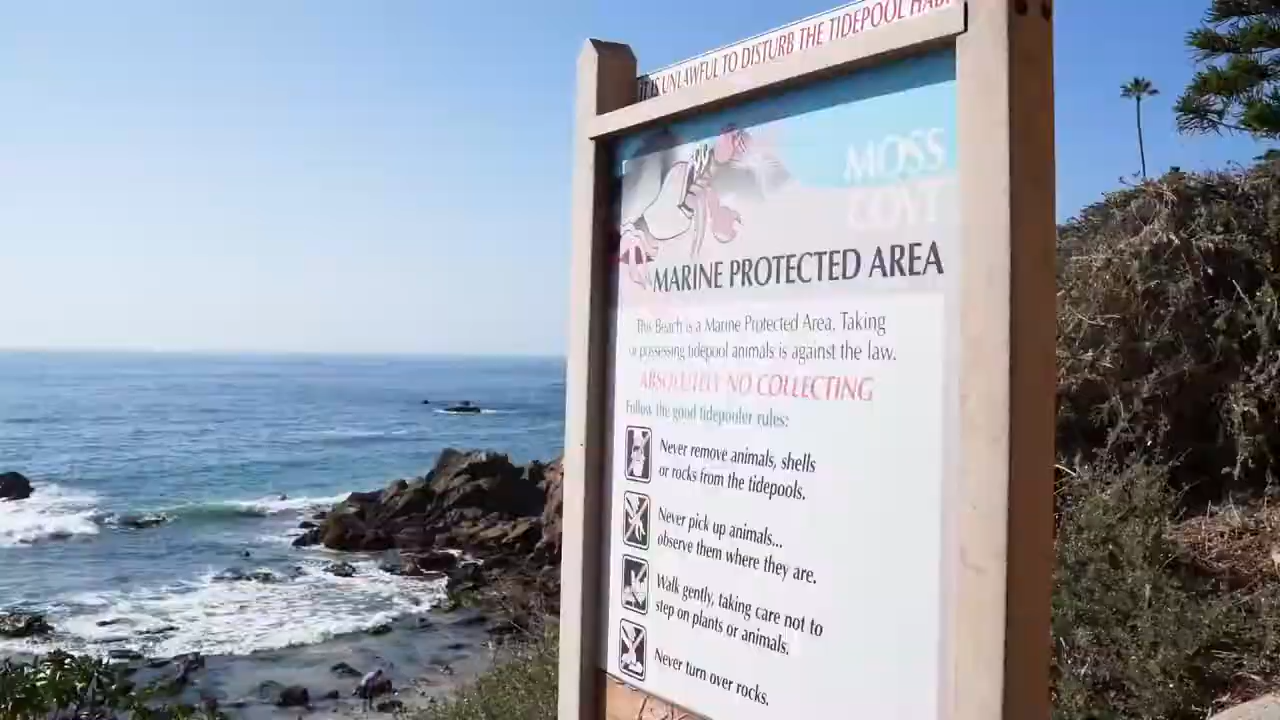 IT IS UNLAWFUL TO DISTURB THE TIDEPOOL HABI
MOSS
MARINE PROTECTED AREA
This Beach is a Marine Protected Area. Taking
or possessing tidepool animals is against the law.
ABSOLUTELY NO COLLECTING
Follow the good tidepooler rules:
Never remove animals, shells
or rocks from the tidepools.
Never pick up animals...
observe them where they are.
Walk gently, taking care not to
step on plants or animals.
Never turn over rocks.